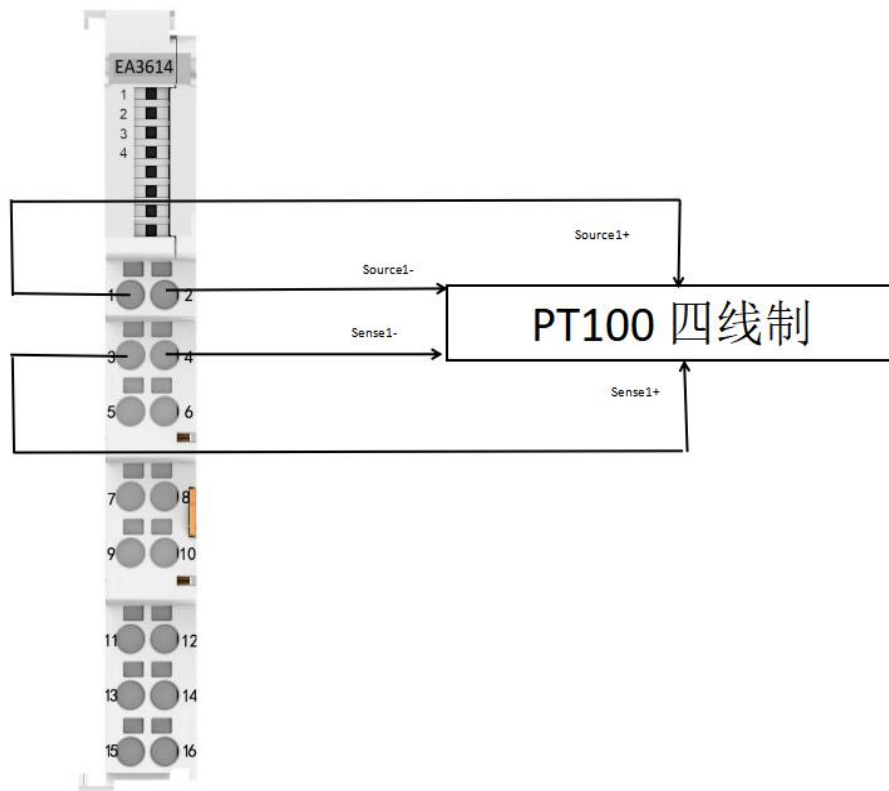 EA3614
1
2
3
4
Source1+
Source1-
1 2
PT100 四线制
Sense1-
3 4
Sense1+
5 6
7 8
9 10
11 12
13 14
15 16